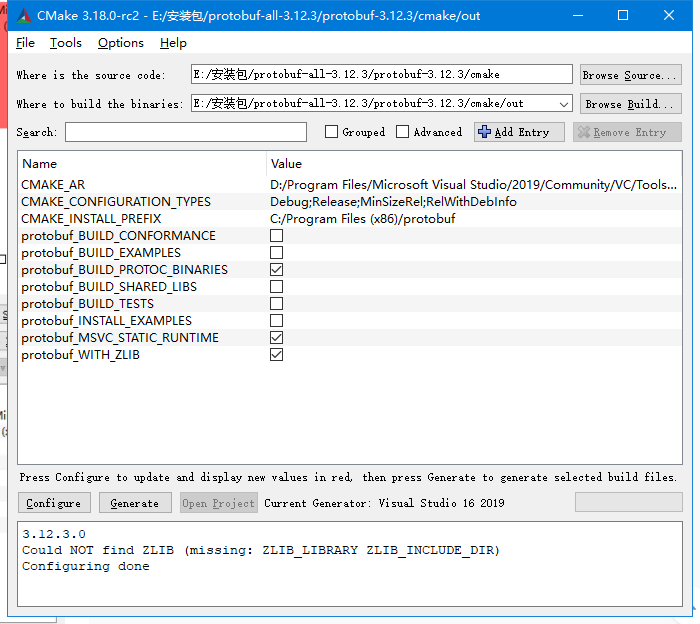 CMake 3.18.0-rc2 - E:/安装包/protobuf-all-3.12.3/protobuf-3.12.3/cmake/out
File Tools Options Help
Where is the source code: E:/安装包/protobuf-all-3.12.3/protobuf-3.12.3/cmake Browse Source...
Where to build the binaries: E:/安装包/protobuf-all-3.12.3/protobuf-3.12.3/cmake/out Browse Build...
Search: Grouped Advanced Add Entry Remove Entry
Name Value
CMAKE_AR D:/Program Files/Microsoft Visual Studio/2019/Community/VC/Tools...
CMAKE_CONFIGURATION_TYPES Debug;Release;MinSizeRel;RelWithDebInfo
CMAKE_INSTALL_PREFIX C:/Program Files (x86)/protobuf
protobuf_BUILD_CONFORMANCE
protobuf_BUILD_EXAMPLES
protobuf_BUILD_PROTOC_BINARIES
protobuf_BUILD_SHARED_LIBS
protobuf_BUILD_TESTS
protobuf_INSTALL_EXAMPLES
protobuf_MSVC_STATIC_RUNTIME
protobuf_WITH_ZLIB
Press Configure to update and display new values in red, then press Generate to generate selected build files.
Configure Generate Open Project Current Generator: Visual Studio 16 2019
3.12.3.0
Could NOT find ZLIB (missing: ZLIB_LIBRARY ZLIB_INCLUDE_DIR)
Configuring done